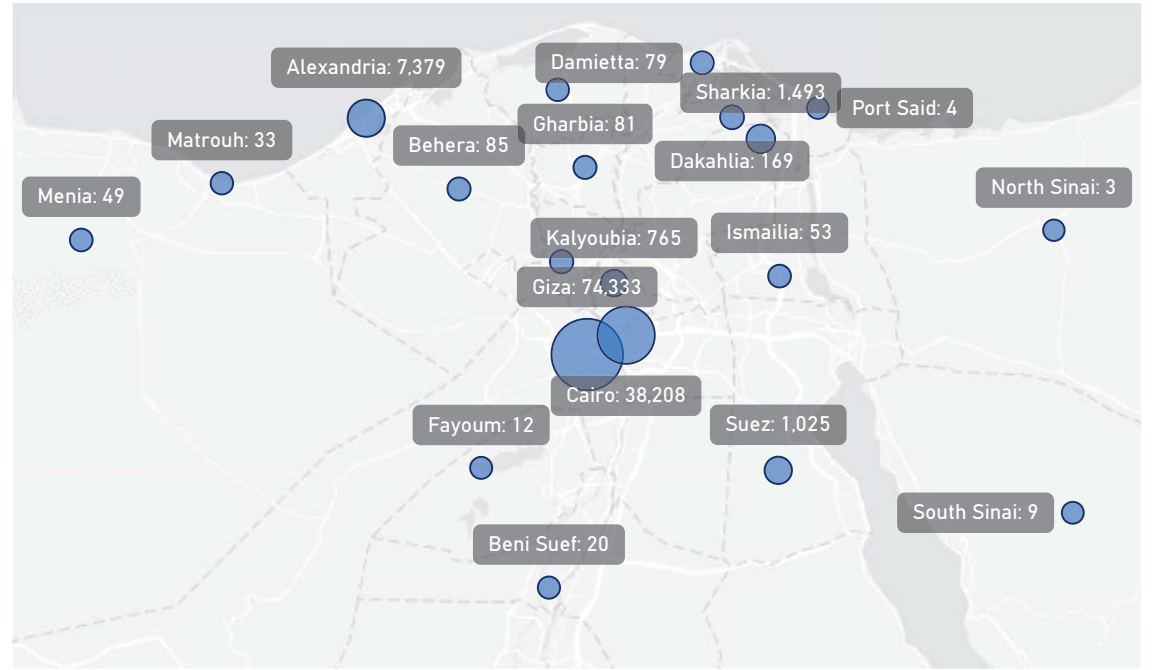 Damietta: 79
Alexandria: 7,379
Sharkia: 1,493
Port Said: 4
Gharbia: 81
Matrouh: 33
Behera: 85
Dakahlia: 169
North Sinai: 3
Menia: 49
Ismailia: 53
Kalyoubia: 765
Giza: 74,333
Cairo: 38,208
Fayoum: 12
Suez: 1,025
South Sinai: 9
Beni Suef: 20